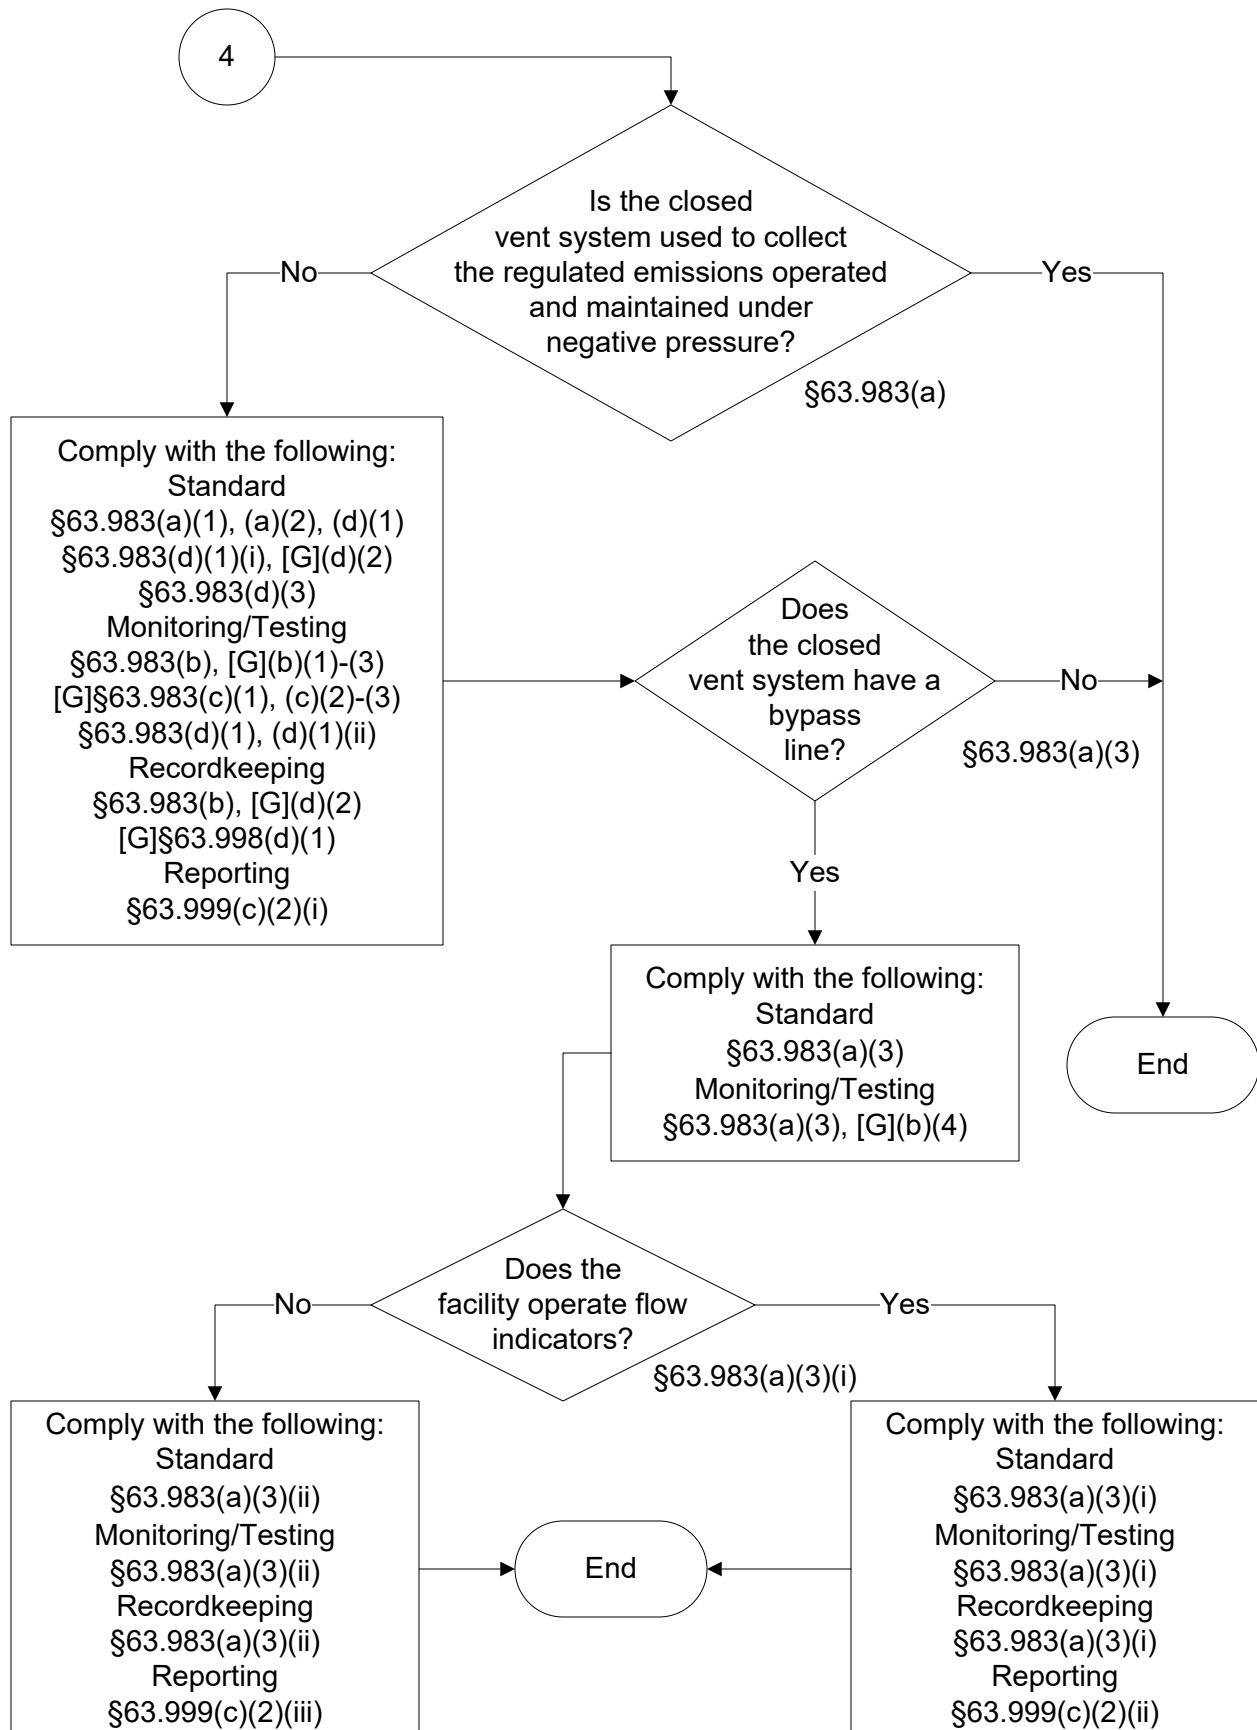 4
Is the closed
vent system used to collect
the regulated emissions operated
and maintained under
negative pressure?
§63.983(a)
No
Yes
Comply with the following:
Standard
§63.983(a)(1), (a)(2), (d)(1)
§63.983(d)(1)(i), [G](d)(2)
§63.983(d)(3)
Monitoring/Testing
§63.983(b), [G](b)(1)-(3)
[G]§63.983(c)(1), (c)(2)-(3)
§63.983(d)(1), (d)(1)(ii)
Recordkeeping
§63.983(b), [G](d)(2)
[G]§63.998(d)(1)
Reporting
§63.999(c)(2)(i)
Does
the closed
vent system have a
bypass
line?
No
§63.983(a)(3)
Yes
Comply with the following:
Standard
§63.983(a)(3)
Monitoring/Testing
§63.983(a)(3), [G](b)(4)
End
Does the
facility operate flow
indicators?
§63.983(a)(3)(i)
No
Yes
Comply with the following:
Standard
§63.983(a)(3)(ii)
Monitoring/Testing
§63.983(a)(3)(ii)
Recordkeeping
§63.983(a)(3)(ii)
Reporting
§63.999(c)(2)(iii)
End
Comply with the following:
Standard
§63.983(a)(3)(i)
Monitoring/Testing
§63.983(a)(3)(i)
Recordkeeping
§63.983(a)(3)(i)
Reporting
§63.999(c)(2)(ii)